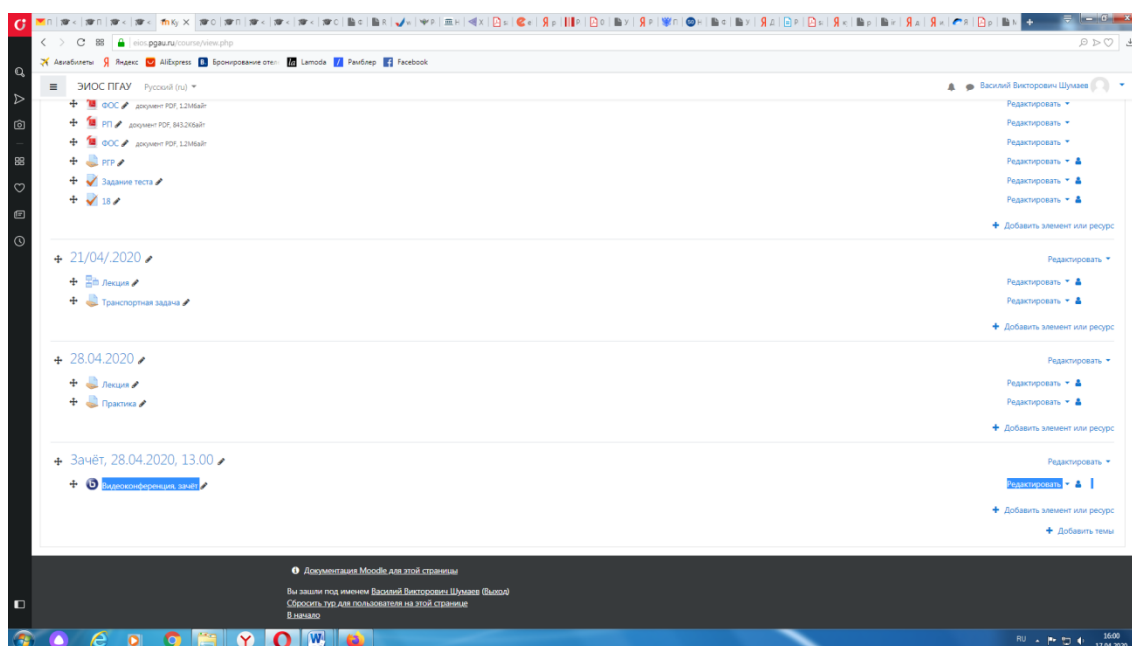 eios.pgau.ru/course/view.php
Авиабилеты Яндекс AliExpress Бронирование отел Lamoda Рамблер Facebook
ЭИОС ПГАУ Русский (ru) Василий Викторович Шумаев
ФОС документ PDF, 1.2Мбайт Редактировать
РП документ PDF, 843.2Кбайт Редактировать
ФОС документ PDF, 1.2Мбайт Редактировать
РГР Редактировать
Задание теста Редактировать
18 Редактировать
Добавить элемент или ресурс
21/04/.2020 Редактировать
Лекция Редактировать
Транспортная задача Редактировать
Добавить элемент или ресурс
28.04.2020 Редактировать
Лекция Редактировать
Практика Редактировать
Добавить элемент или ресурс
Зачёт, 28.04.2020, 13.00 Редактировать
Видеоконференция, зачёт Редактировать
Добавить элемент или ресурс
Добавить темы
Документация Moodle для этой страницы
Вы зашли под именем Василий Викторович Шумаев (Выход)
Сбросить тур для пользователя на этой странице
В начало
RU 16:00
17.04.2020